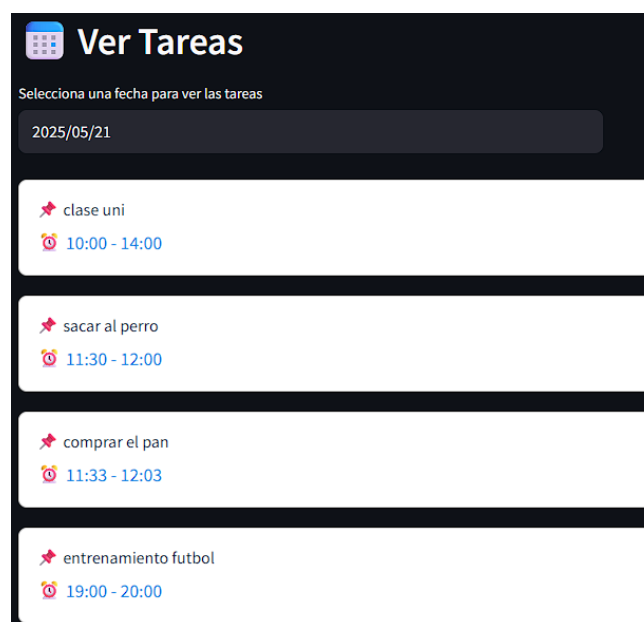 Ver Tareas
Selecciona una fecha para ver las tareas
2025/05/21
clase uni
10:00 - 14:00
sacar al perro
11:30 - 12:00
comprar el pan
11:33 - 12:03
entrenamiento futbol
19:00 - 20:00